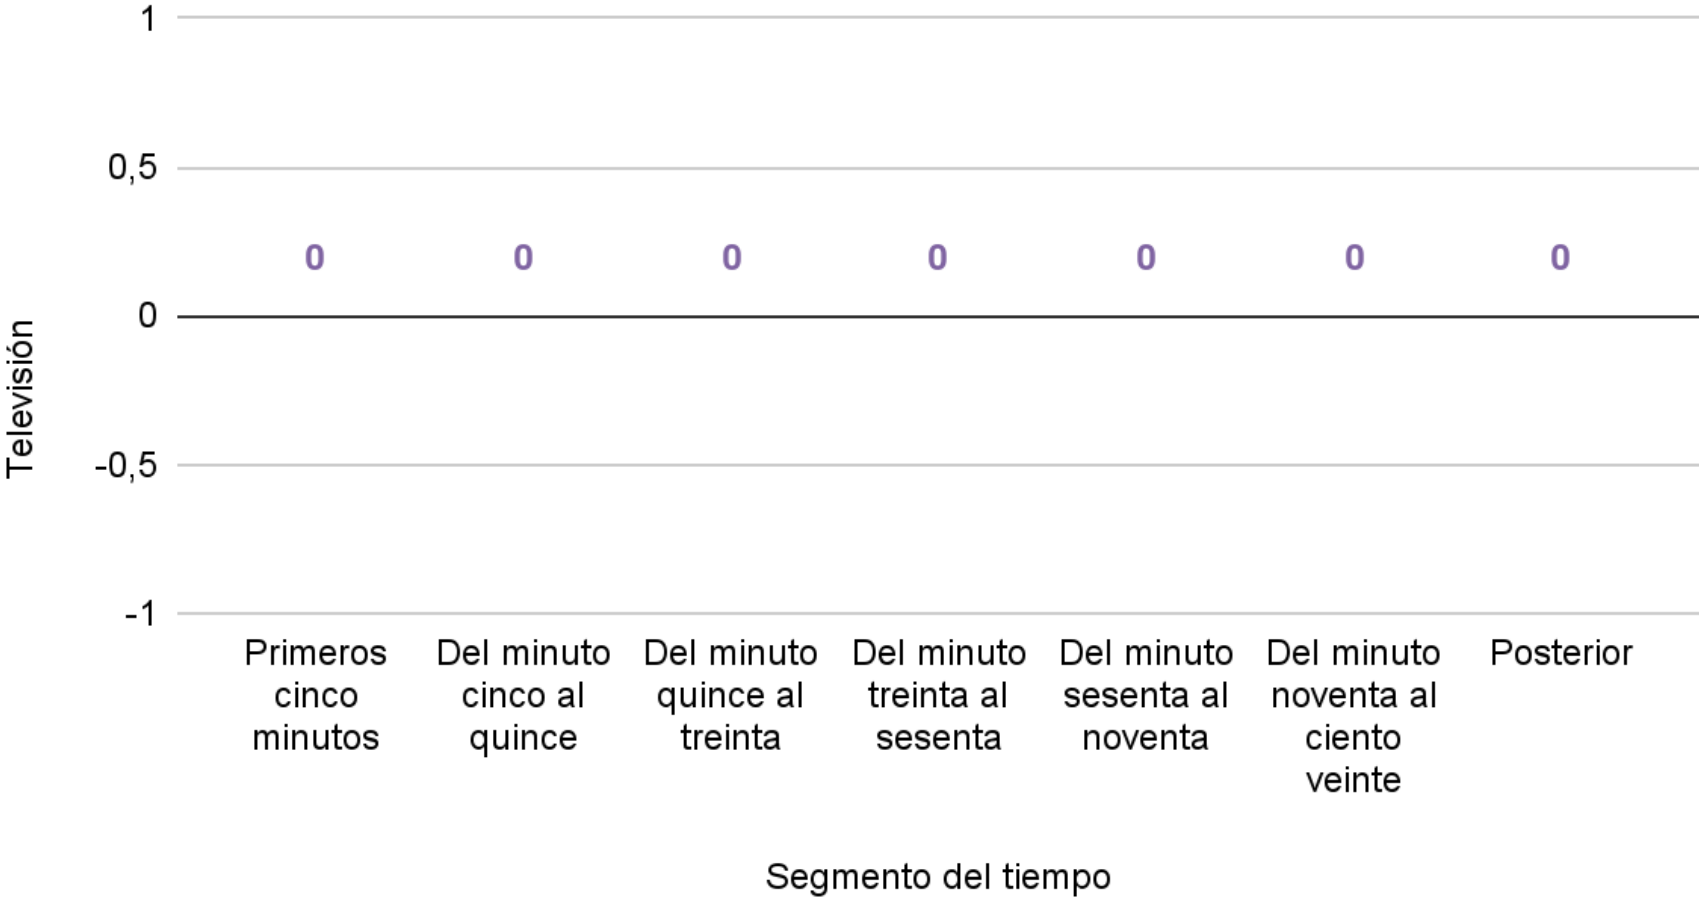 1
0,5
0
-0,5
-1
Televisión
0 0 0 0 0 0 0
Primeros
cinco
minutos
Del minuto
cinco al
quince
Del minuto
quince al
treinta
Del minuto
treinta al
sesenta
Del minuto
sesenta al
noventa
Del minuto
noventa al
ciento
veinte
Posterior
Segmento del tiempo